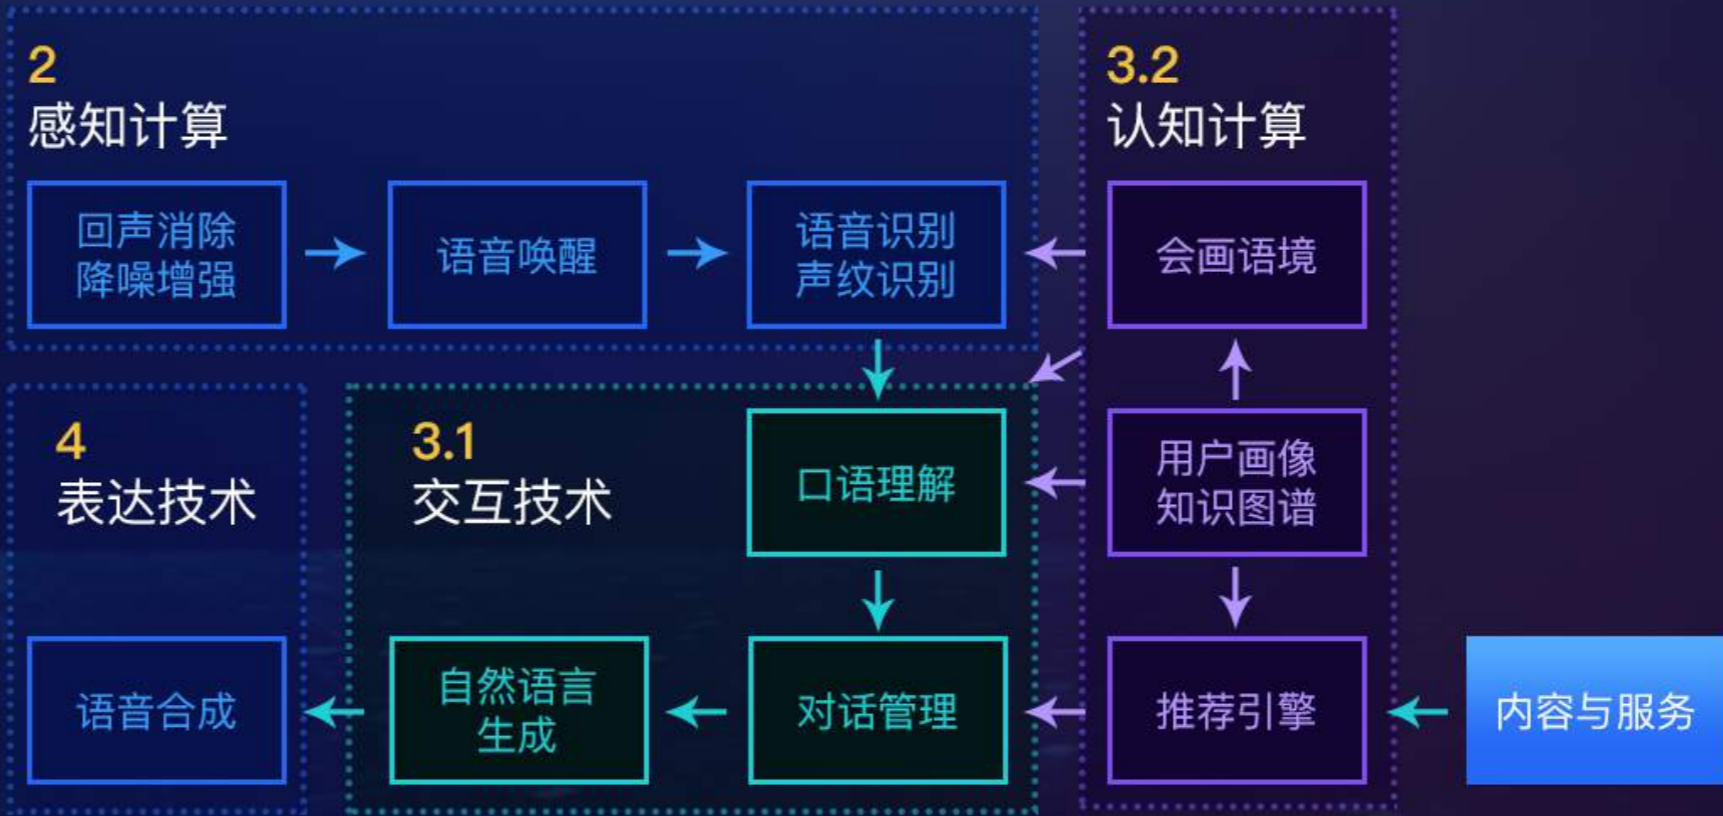 2
感知计算
回声消除
降噪增强
语音唤醒
语音识别
声纹识别
3.2
认知计算
会画语境
用户画像
知识图谱
推荐引擎
4
表达技术
语音合成
3.1
交互技术
口语理解
自然语言
生成
对话管理
内容与服务